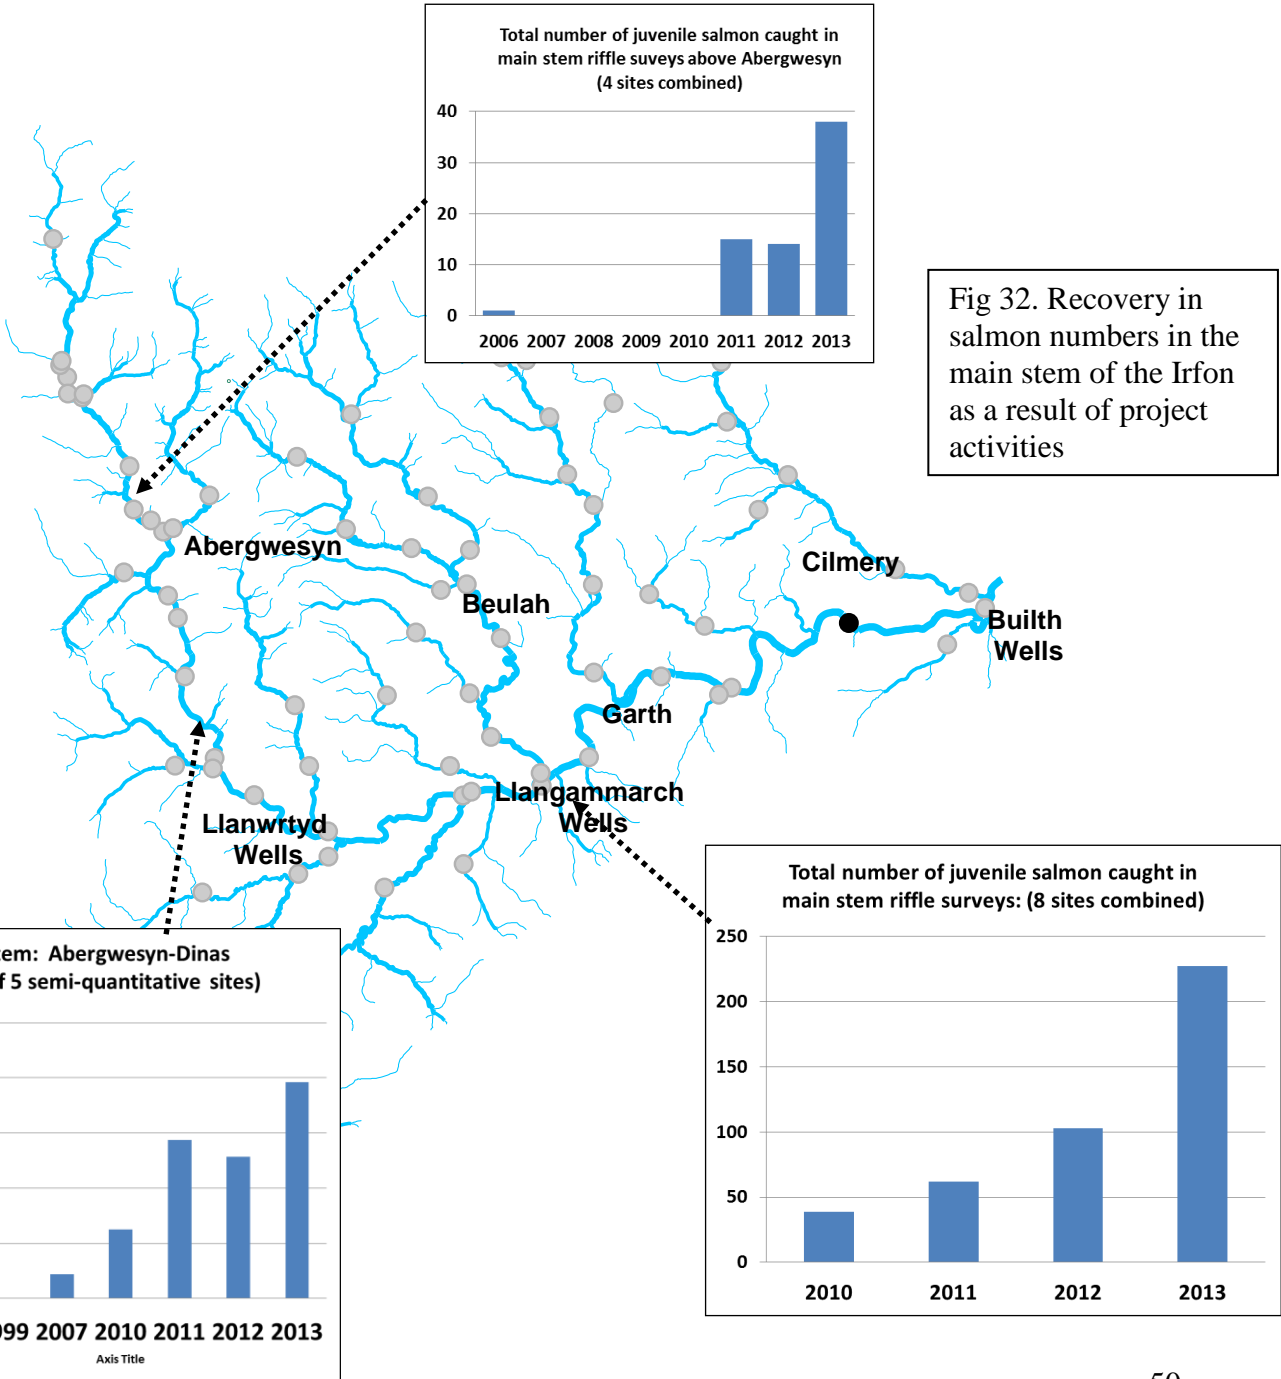 Total number of juvenile salmon caught in
main stem riffle suveys above Abergwesyn
(4 sites combined)
40
30
20
10
0
2006 2007 2008 2009 2010 2011 2012 2013
Fig 32. Recovery in
salmon numbers in the
main stem of the Irfon
as a result of project
activities
Abergwesyn
Cilmery
Beulah
Builth
Wells
Garth
Llangammarch
Wells
Llanwrtyd
Wells
Total number of juvenile salmon caught in
main stem riffle surveys: (8 sites combined)
250
200
150
100
50
0
2010 2011 2012 2013
Abergwesyn-Dinas
5 semi-quantitative sites)
2007 2010 2011 2012 2013
Axis Title